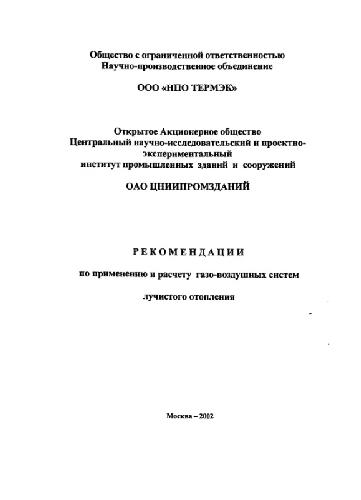 Общество с ограниченной ответственностью
Научно-производственное объединение
ООО «НПО ТЕРМЭК»
Открытое Акционерное общество
Центральный научно-исследовательский и проектно-
экспериментальный
институт промышленных зданий и сооружений
ОАО ЦНИИПРОМЗДАНИЙ
РЕКОМЕНДАЦИИ
по применению и расчету газо-воздушных систем
лучистого отопления
Москва – 2002